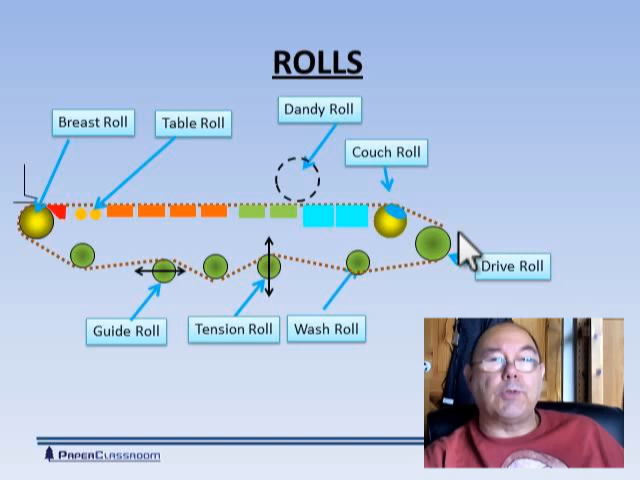 ROLLS
Breast Roll
Table Roll
Dandy Roll
Couch Roll
Drive Roll
Guide Roll
Tension Roll
Wash Roll
PAPERCLASSROOM